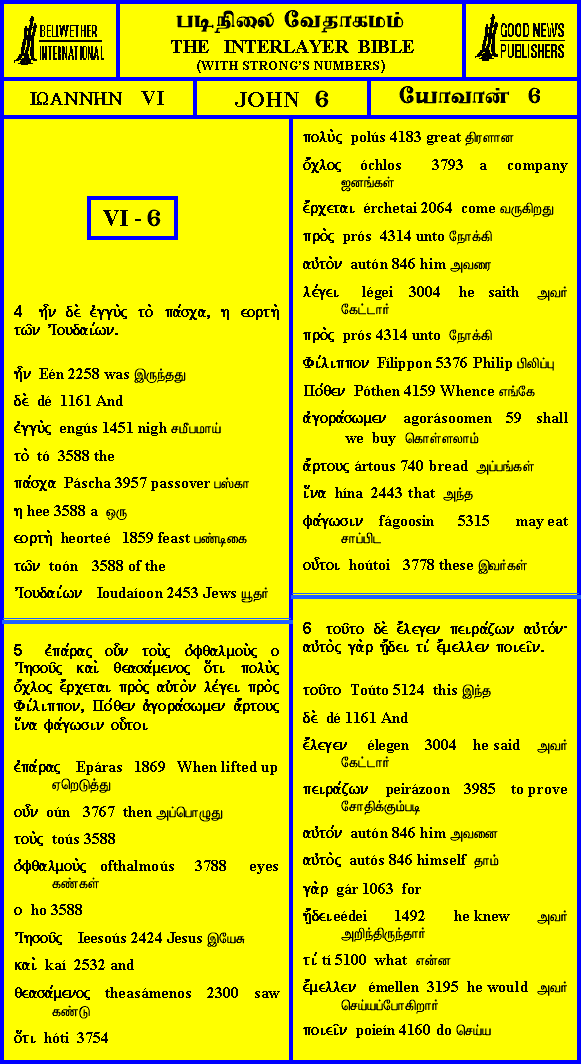 BELLWETHER
INTERNATIONAL
படிநிலை வேதாகமம்
THE INTERLAYER BIBLE
(WITH STRONG'S NUMBERS)
GOOD NEWS
PUBLISHERS
ΙΩΑΝΝΗΝ VI
JOHN 6
யோவான் 6
VI - 6
4 ἦν δὲ ἐγγὺς τὸ πάσχα, η εορτὴ
τῶν Ἰουδαίων.
ἦν Eén 2258 was இருந்தது
δὲ dé 1161 And
ἐγγὺς engús 1451 nigh சமீபமாய்
τὸ tó 3588 the
πάσχα Páscha 3957 passover பஸ்கா
η hee 3588 a ஒரு
εορτὴ heorteé 1859 feast பண்டிகை
τῶν toón 3588 of the
Ἰουδαίων Ioudaíoon 2453 Jews யூதர்
5 ἐπάρας οὖν τοὺς ὀφθαλμοὺς ο
Ἰησοῦς καὶ θεασάμενος ὅτι πολὺς
ὄχλος ἔρχεται πρὸς αὐτὸν λέγει πρὸς
Φίλιππον, Πόθεν ἀγοράσωμεν ἄρτους
ἵνα φάγωσιν οὗτοι
ἐπάρας Epáras 1869 When lifted up
ஏறெடுத்து
οὖν oún 3767 then அப்பொழுது
τοὺς toús 3588
ὀφθαλμοὺς ofthalmoús 3788 eyes
கண்கள்
ο ho 3588
Ἰησοῦς Ieesoús 2424 Jesus இயேசு
καὶ kaí 2532 and
θεασάμενος theasámenos 2300 saw
கண்டு
ὅτι hóti 3754
πολὺς polús 4183 great திரளான
ὄχλος óchlos 3793 a company
ஜனங்கள்
ἔρχεται érchetai 2064 come வருகிறது
πρὸς prós 4314 unto நோக்கி
αὐτὸν autón 846 him அவரை
λέγει légei 3004 he saith அவர்
கேட்டார்
πρὸς prós 4314 unto நோக்கி
Φίλιππον Fílippon 5376 Philip பிலிப்பு
Πόθεν Póthen 4159 Whence எங்கே
ἀγοράσωμεν agorásoomen 59 shall
we buy கொள்ளலாம்
ἄρτους ártous 740 bread அப்பங்கள்
ἵνα hína 2443 that அந்த
φάγωσιν fágoosin 5315 may eat
சாப்பிட
οὗτοι hoútoi 3778 these இவர்கள்
6 τοῦτο δὲ ἔλεγεν πειράζων αὐτόν·
αὐτὸς γὰρ ᾔδει τί ἔμελλεν ποιεῖν.
τοῦτο Toúto 5124 this இந்த
δὲ dé 1161 And
ἔλεγεν élegen 3004 he said அவர்
கேட்டார்
πειράζων peirázoon 3985 to prove
சோதிக்கும்படி
αὐτόν autón 846 him அவனை
αὐτὸς autós 846 himself தாம்
γὰρ gár 1063 for
ᾔδει eédei 1492 he knew அவர்
அறிந்திருந்தார்
τί tí 5100 what என்ன
ἔμελλεν émellen 3195 he would அவர்
செய்யப்போகிறார்
ποιεῖν poieín 4160 do செய்ய